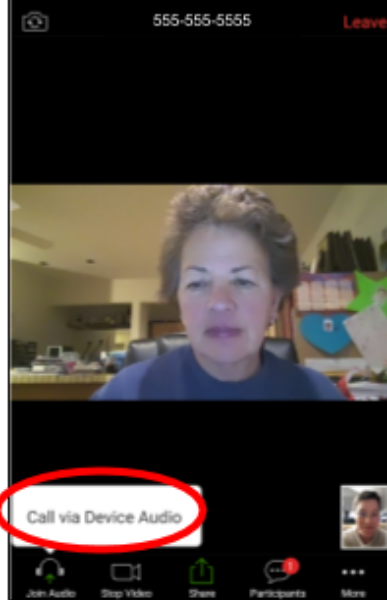 555-555-5555
Leave
Call via Device Audio
Join Audio
Stop Video
Share
Participants
More